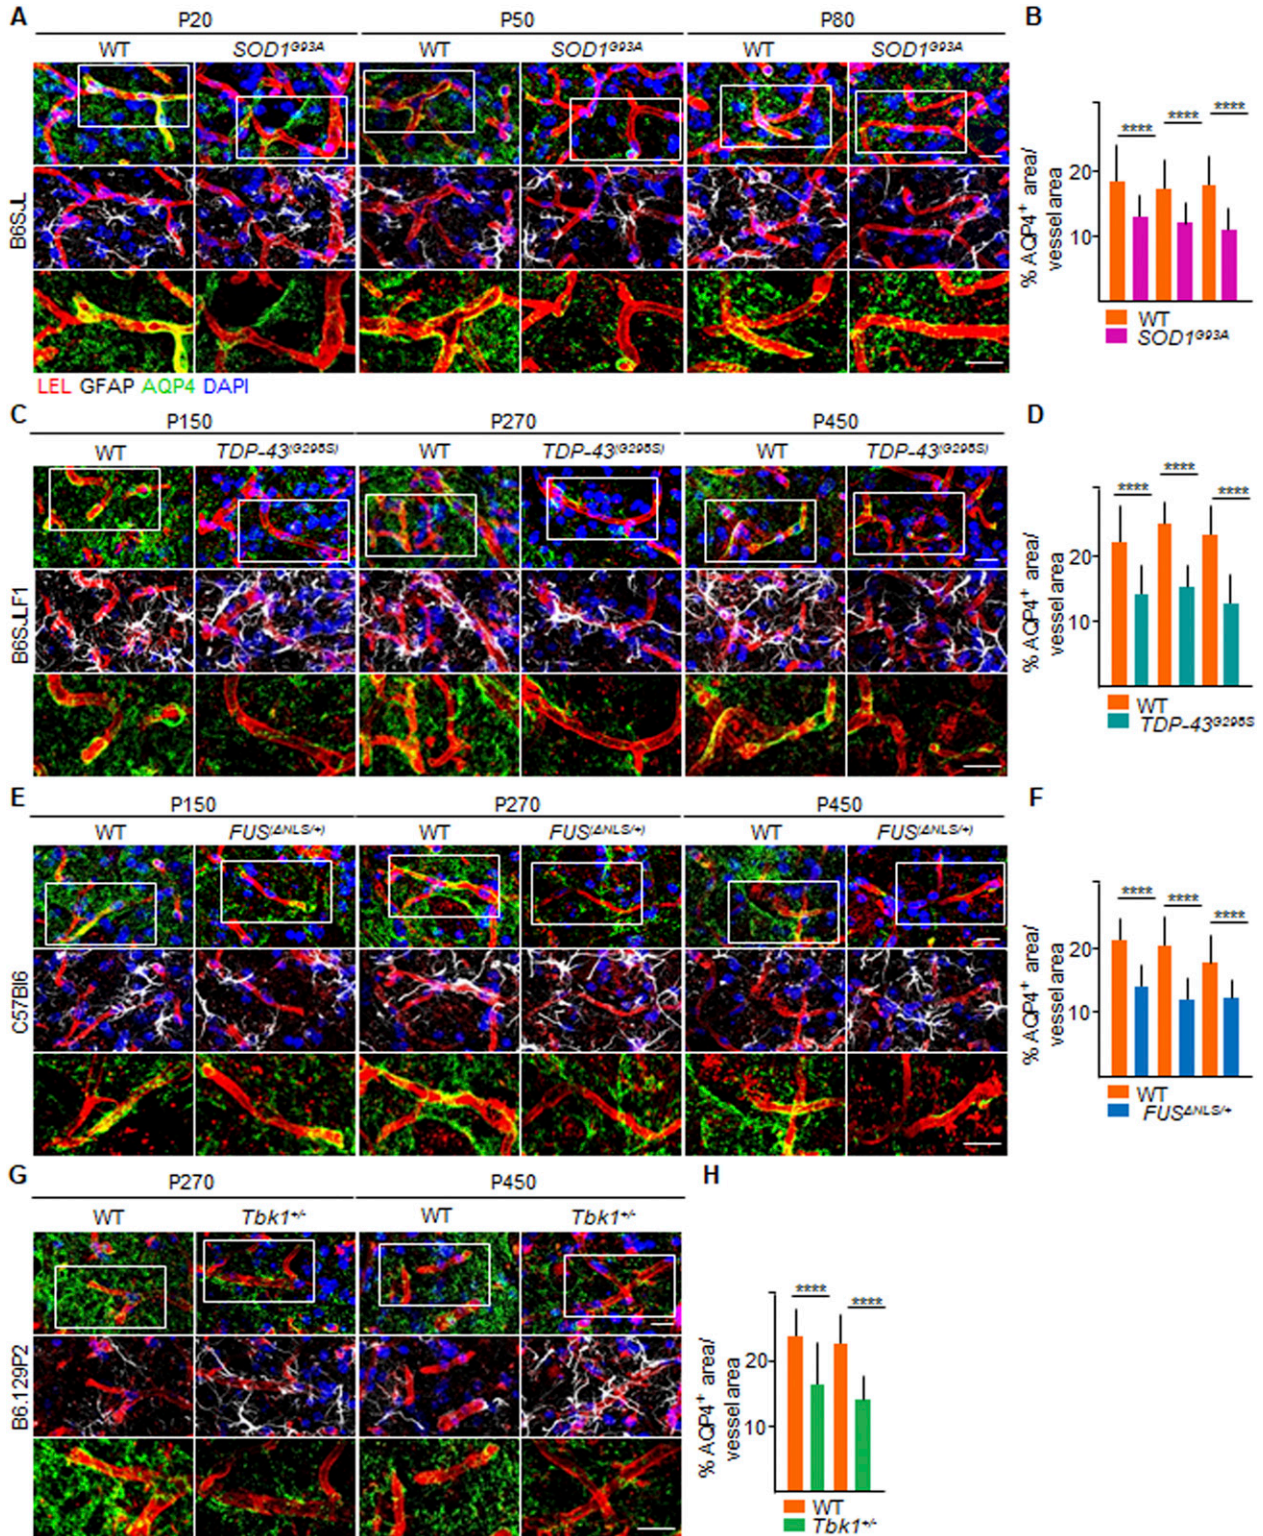 A P20 P50 P80 B
WT SOD1ᴳ⁹³ᴬ WT SOD1ᴳ⁹³ᴬ WT SOD1ᴳ⁹³ᴬ
B6SJL
LEL GFAP AQP4 DAPI
% AQP4⁺ area/
vessel area
**** **** ****
20
10
WT
SOD1ᴳ⁹³ᴬ
C P150 P270 P450 D
WT TDP-43⁽ᴳ²⁹⁸ˢ⁾ WT TDP-43⁽ᴳ²⁹⁸ˢ⁾ WT TDP-43⁽ᴳ²⁹⁸ˢ⁾
B6SJLF1
% AQP4⁺ area/
vessel area
**** **** ****
20
10
WT
TDP-43ᴳ²⁹⁸ˢ
E P150 P270 P450 F
WT FUS⁽ΔNLS/+⁾ WT FUS⁽ΔNLS/+⁾ WT FUS⁽ΔNLS/+⁾
C57Bl6
% AQP4⁺ area/
vessel area
**** **** ****
20
10
WT
FUSΔNLS/+
G P270 P450 H
WT Tbk1⁺/⁻ WT Tbk1⁺/⁻
B6.129P2
% AQP4⁺ area/
vessel area
**** ****
20
10
WT
Tbk1⁺/⁻